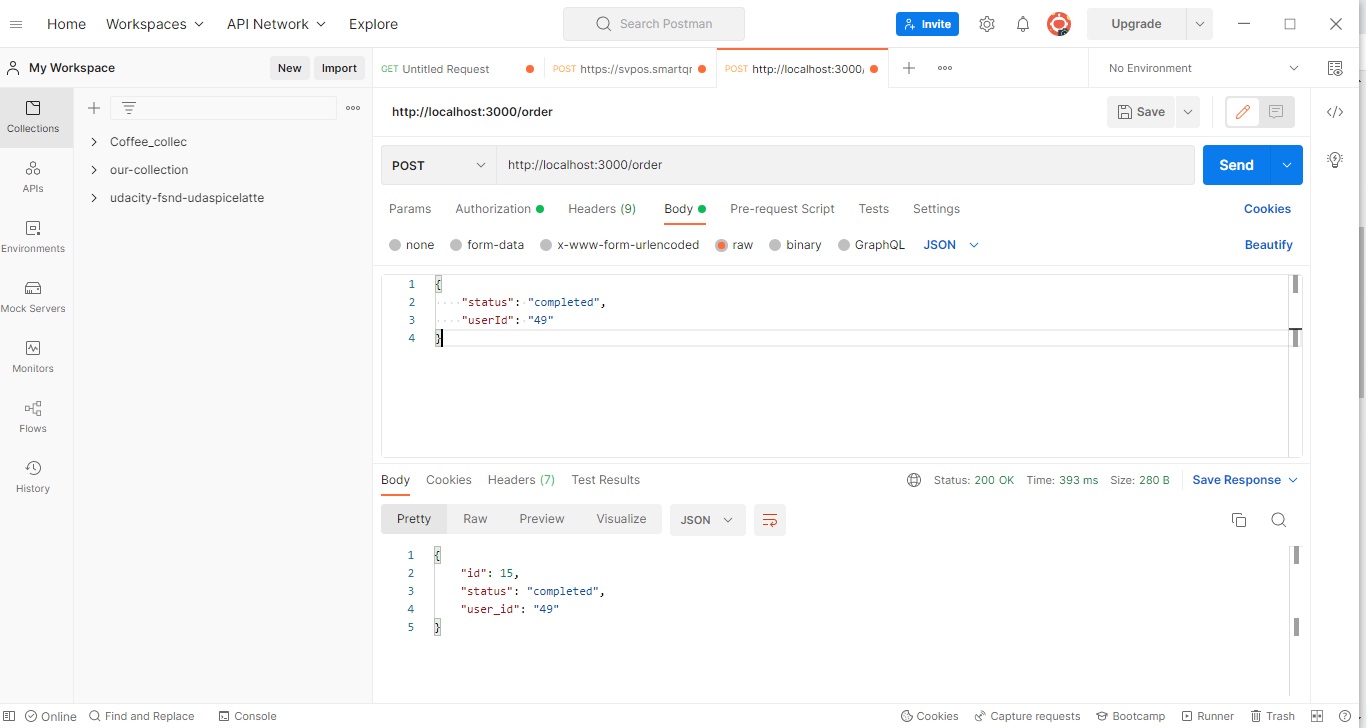 Home Workspaces API Network Explore Search Postman Invite Upgrade
My Workspace New Import GET Untitled Request POST https://svpos.smartqr POST http://localhost:3000/ No Environment
Collections
APIs
Environments
Mock Servers
Monitors
Flows
History
Coffee_collec
our-collection
udacity-fsnd-udaspicelatte
http://localhost:3000/order Save
POST http://localhost:3000/order Send
Params Authorization Headers (9) Body Pre-request Script Tests Settings Cookies
none form-data x-www-form-urlencoded raw binary GraphQL JSON Beautify
1 {
2 "status": "completed",
3 "userId": "49"
4 }
Body Cookies Headers (7) Test Results Status: 200 OK Time: 393 ms Size: 280 B Save Response
Pretty Raw Preview Visualize JSON
1 {
2 "id": 15,
3 "status": "completed",
4 "user_id": "49"
5 }
Online Find and Replace Console Cookies Capture requests Bootcamp Runner Trash